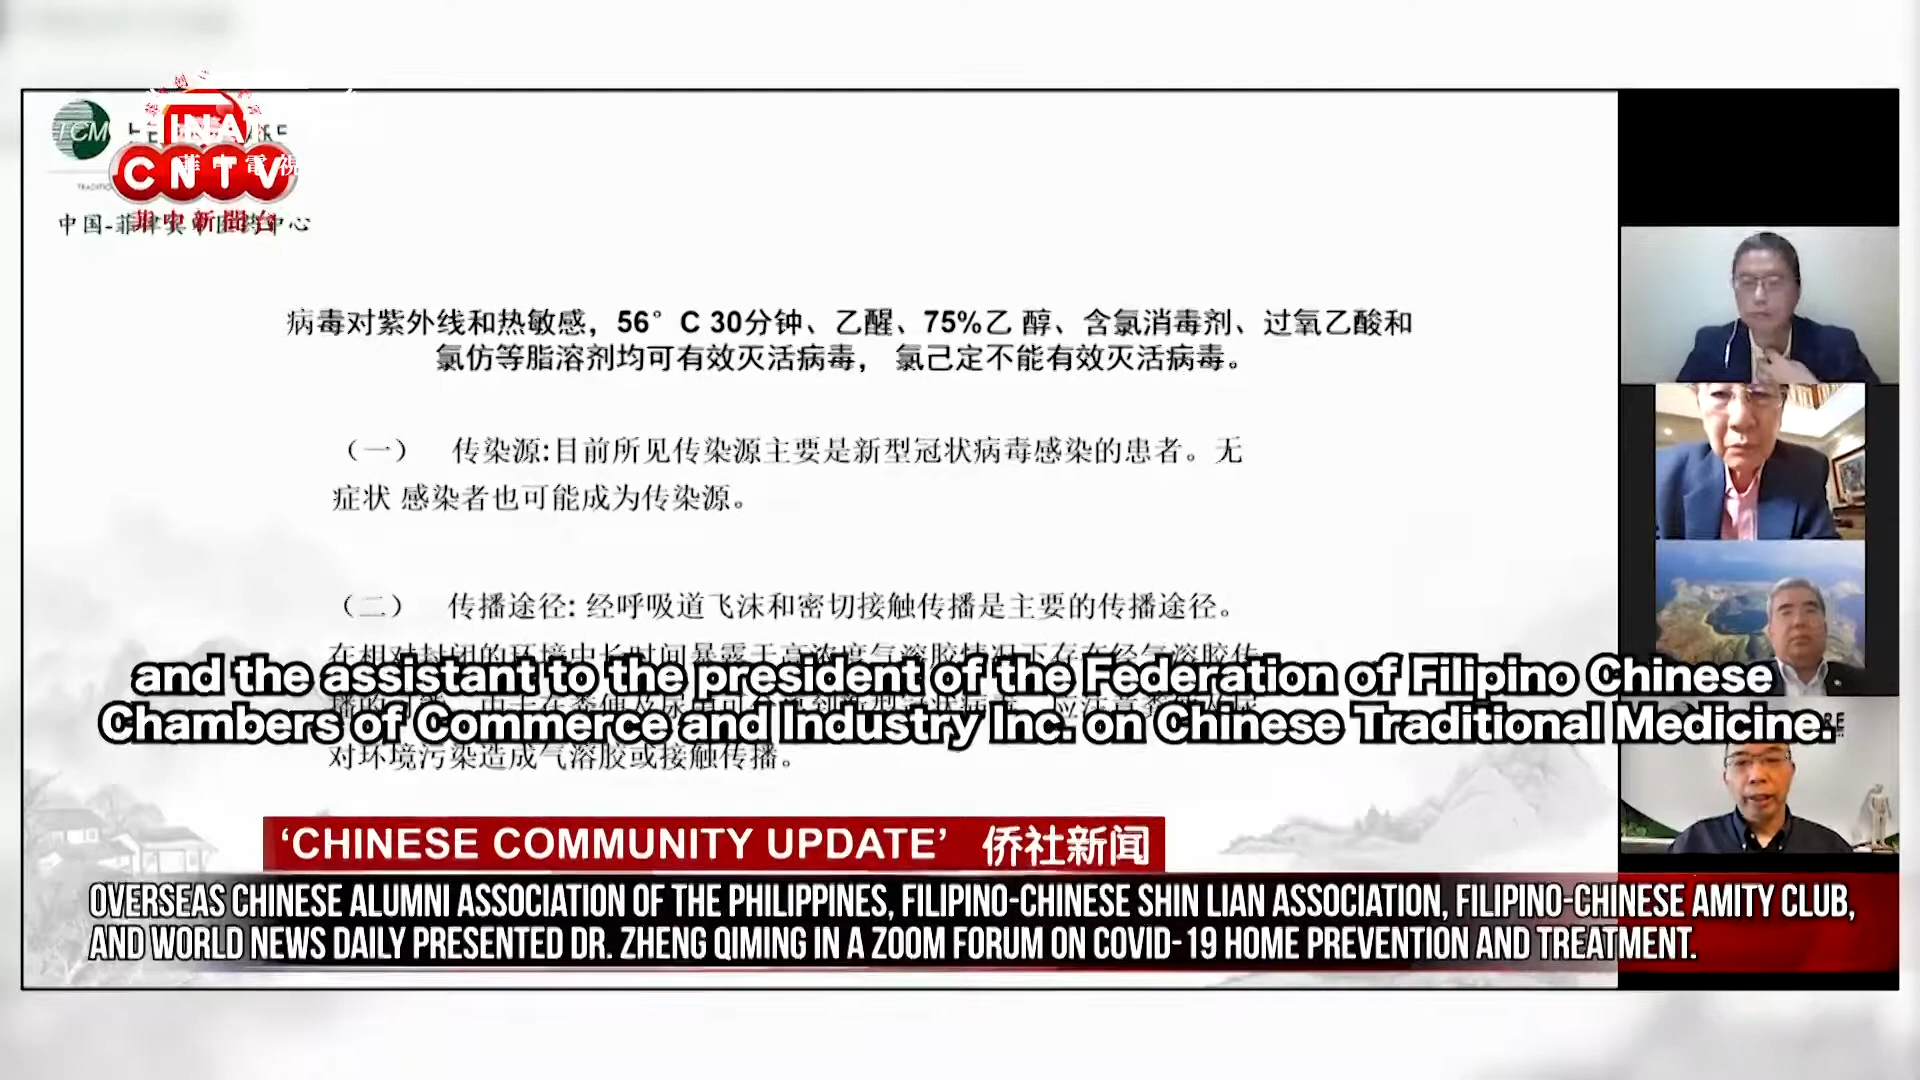 TCM
CNTV
菲中新聞台
病毒对紫外线和热敏感，56°C 30分钟、乙醚、75%乙 醇、含氯消毒剂、过氧乙酸和
氯仿等脂溶剂均可有效灭活病毒， 氯己定不能有效灭活病毒。
（一） 传染源:目前所见传染源主要是新型冠状病毒感染的患者。无
症状 感染者也可能成为传染源。
（二） 传播途径: 经呼吸道飞沫和密切接触传播是主要的传播途径。
and the assistant to the president of the Federation of Filipino Chinese
Chambers of Commerce and Industry Inc. on Chinese Traditional Medicine.
对环境污染造成气溶胶或接触传播。
‘CHINESE COMMUNITY UPDATE’ 侨社新闻
OVERSEAS CHINESE ALUMNI ASSOCIATION OF THE PHILIPPINES, FILIPINO-CHINESE SHIN LIAN ASSOCIATION, FILIPINO-CHINESE AMITY CLUB,
AND WORLD NEWS DAILY PRESENTED DR. ZHENG QIMING IN A ZOOM FORUM ON COVID-19 HOME PREVENTION AND TREATMENT.